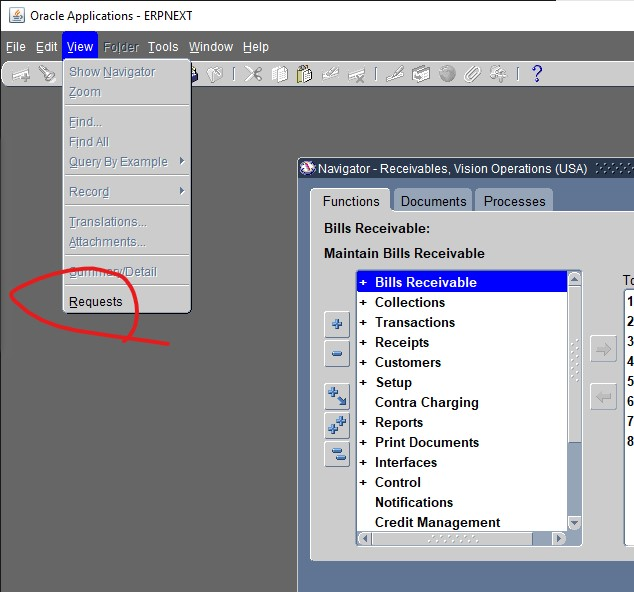 Oracle Applications - ERPNEXT
File Edit View Folder Tools Window Help
Show Navigator
Zoom
Find...
Find All
Query By Example
Record
Translations...
Attachments...
Summary/Detail
Requests
?
Navigator - Receivables, Vision Operations (USA)
Functions Documents Processes
Bills Receivable:
Maintain Bills Receivable
+ Bills Receivable
+ Collections
+ Transactions
+ Receipts
+ Customers
+ Setup
Contra Charging
+ Reports
+ Print Documents
+ Interfaces
+ Control
Notifications
Credit Management
To
1
2
3
4
5
6
7
8